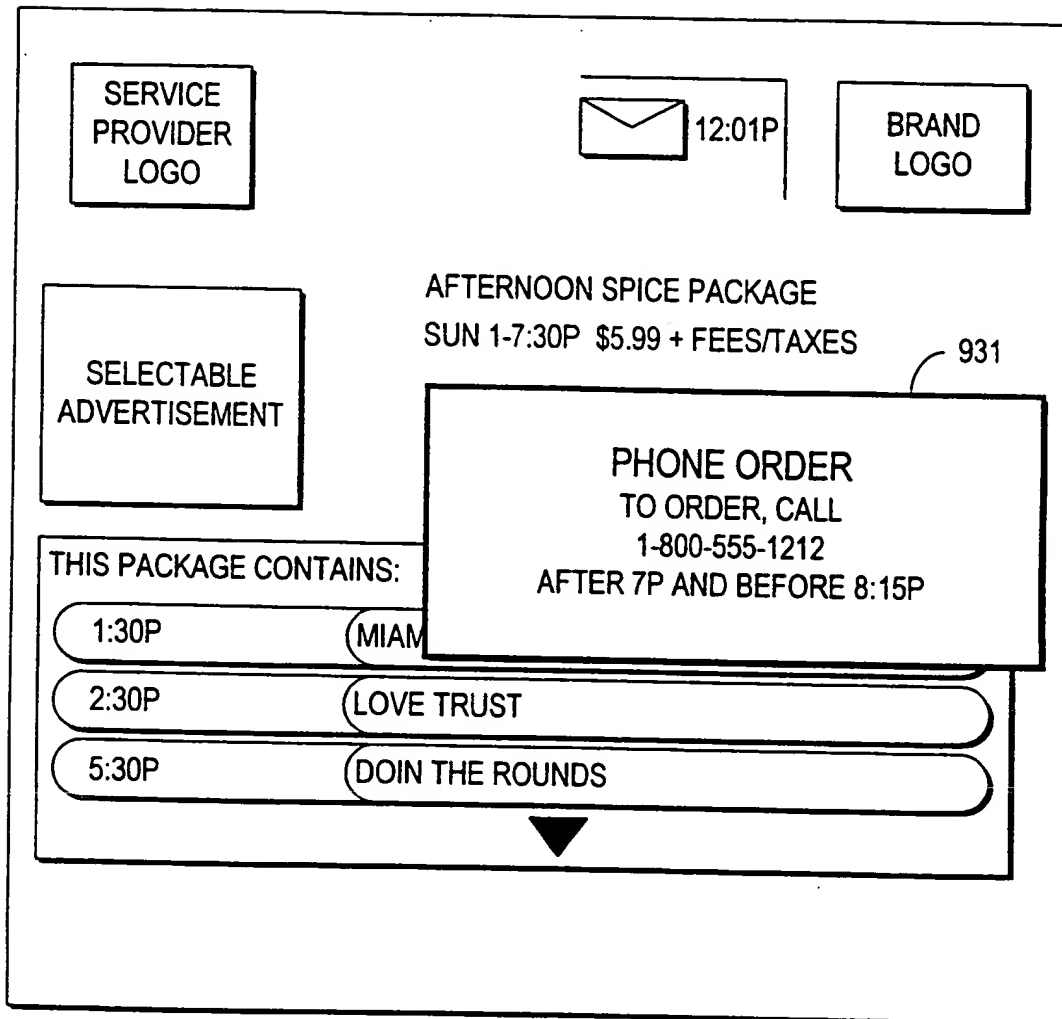 SERVICE
PROVIDER
LOGO
12:01P
BRAND
LOGO
AFTERNOON SPICE PACKAGE
SUN 1-7:30P $5.99 + FEES/TAXES
931
SELECTABLE
ADVERTISEMENT
PHONE ORDER
TO ORDER, CALL
1-800-555-1212
AFTER 7P AND BEFORE 8:15P
THIS PACKAGE CONTAINS:
1:30P MIAM
2:30P LOVE TRUST
5:30P DOIN THE ROUNDS